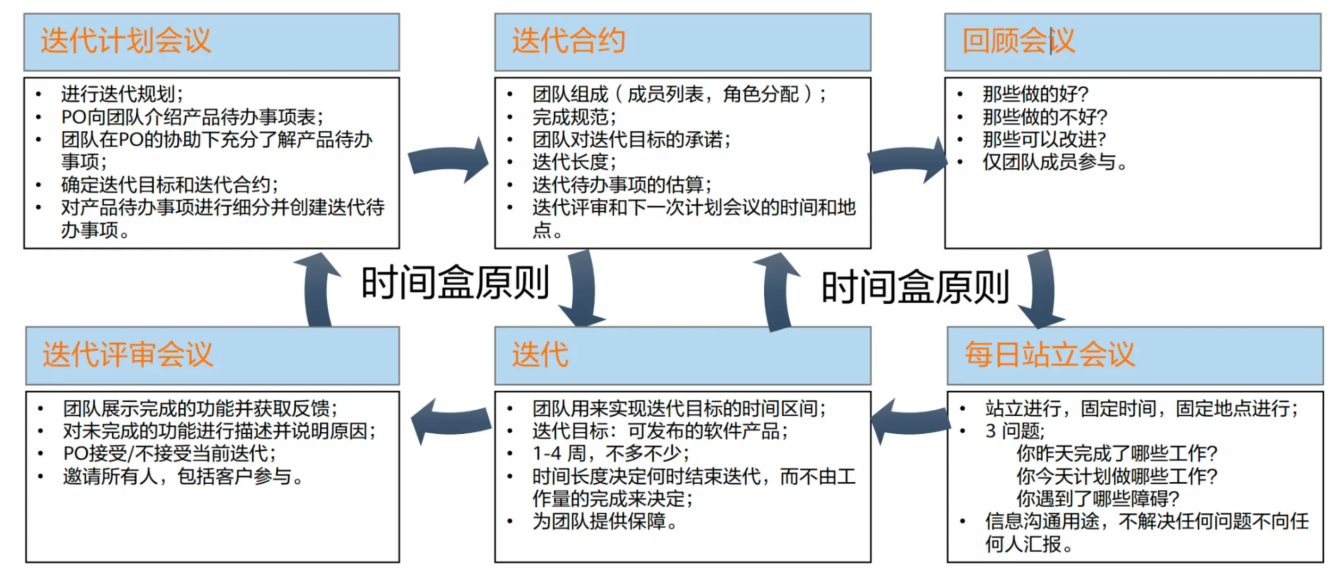 迭代计划会议
• 进行迭代规划；
• PO向团队介绍产品待办事项表；
• 团队在PO的协助下充分了解产品待办
事项；
• 确定迭代目标和迭代合约；
• 对产品待办事项进行细分并创建迭代待
办事项。
迭代合约
• 团队组成（成员列表，角色分配）；
• 完成规范；
• 团队对迭代目标的承诺；
• 迭代长度；
• 迭代待办事项的估算；
• 迭代评审和下一次计划会议的时间和地
点。
回顾会议
• 那些做的好？
• 那些做的不好？
• 那些可以改进？
• 仅团队成员参与。
时间盒原则
时间盒原则
迭代评审会议
• 团队展示完成的功能并获取反馈；
• 对未完成的功能进行描述并说明原因；
• PO接受/不接受当前迭代；
• 邀请所有人，包括客户参与。
迭代
• 团队用来实现迭代目标的时间区间；
• 迭代目标：可发布的软件产品；
• 1-4 周，不多不少；
• 时间长度决定何时结束迭代，而不由工
作量的完成来决定；
• 为团队提供保障。
每日站立会议
• 站立进行，固定时间，固定地点进行；
• 3 问题;
你昨天完成了哪些工作？
你今天计划做哪些工作？
你遇到了哪些障碍？
• 信息沟通用途，不解决任何问题不向任
何人汇报。